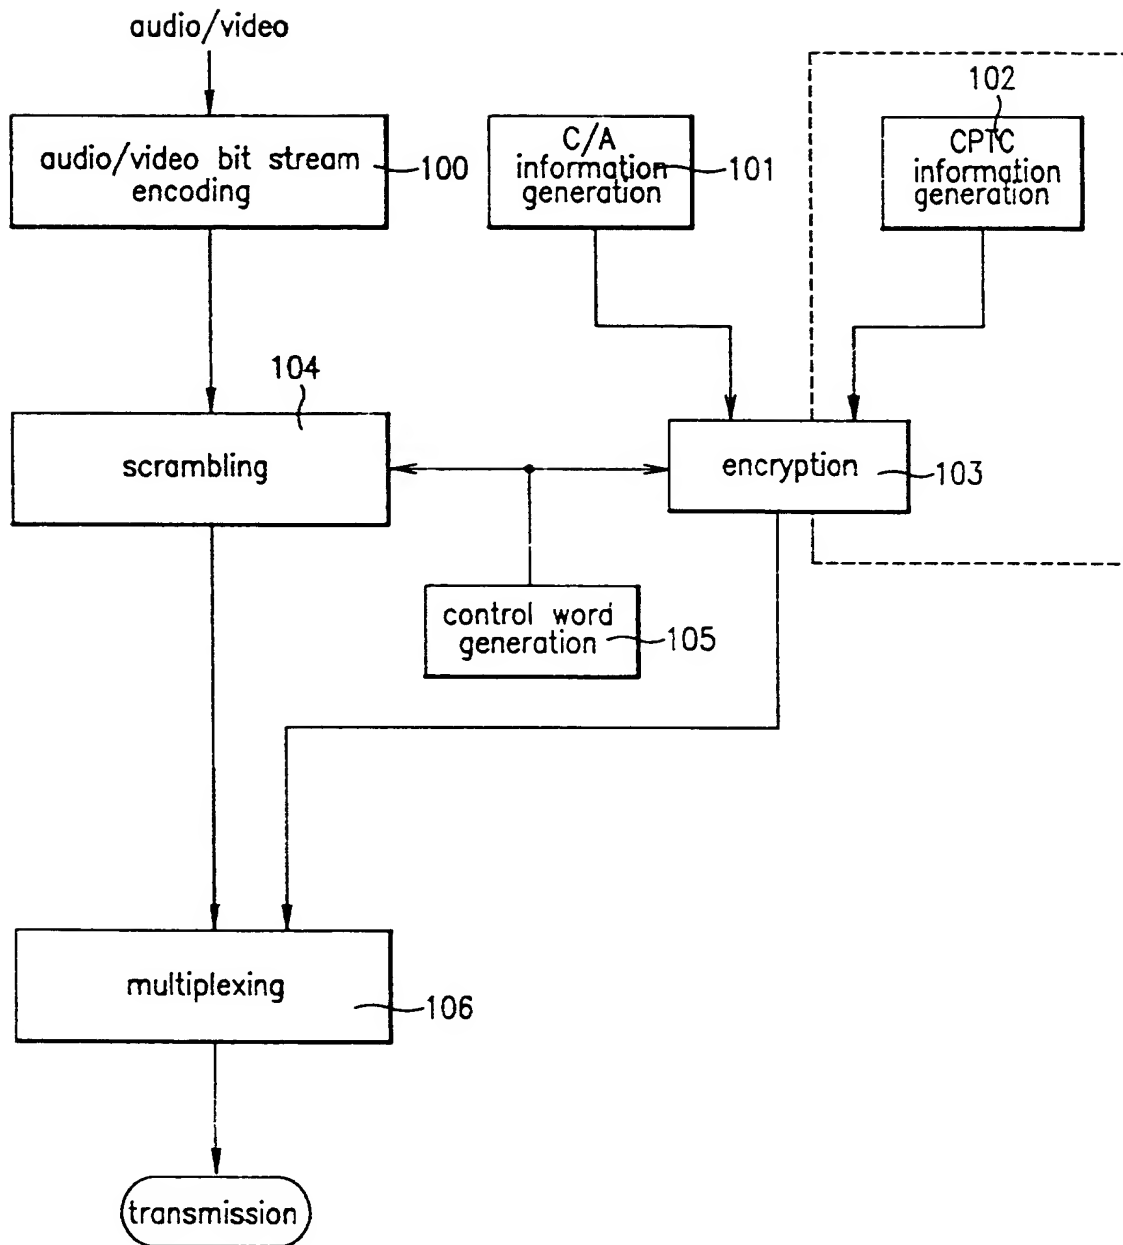 audio/video
audio/video bit stream
encoding
100
C/A
information
generation
101
102
CPTC
information
generation
104
scrambling
encryption
103
control word
generation
105
multiplexing
106
transmission